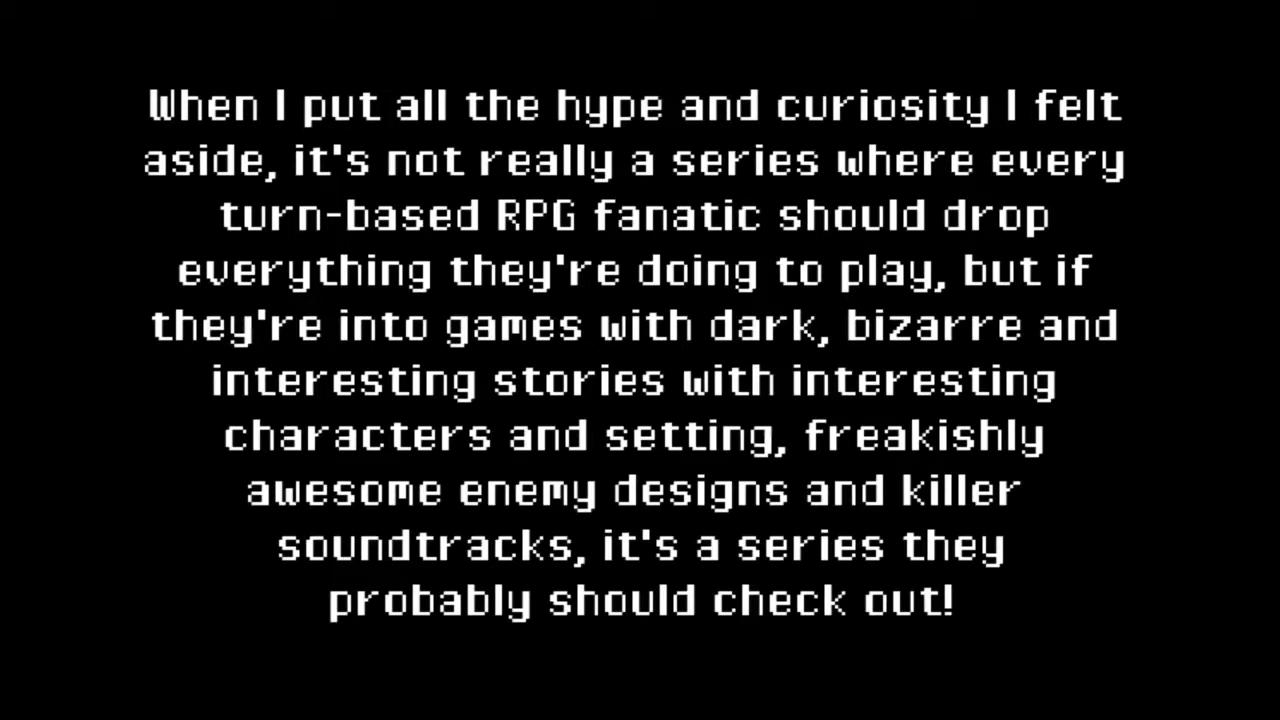 When I put all the hype and curiosity I felt
aside, it's not really a series where every
turn-based RPG fanatic should drop
everything they're doing to play, but if
they're into games with dark, bizarre and
interesting stories with interesting
characters and setting, freakishly
awesome enemy designs and killer
soundtracks, it's a series they
probably should check out!